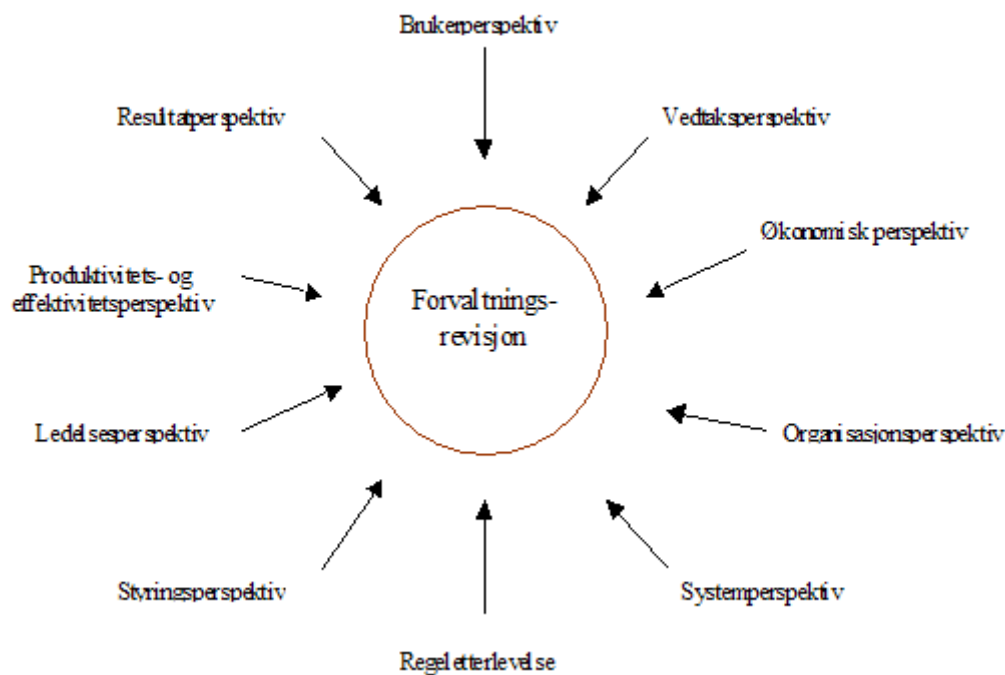 Brukerperspektiv
Resultatperspektiv
Vedtaksperspektiv
Økonomisk perspektiv
Produktivitets- og
effektivitetsperspektiv
Forvaltnings-
revisjon
Ledelsesperspektiv
Organisasjonsperspektiv
Styringsperspektiv
Systemperspektiv
Regeletterlevelse